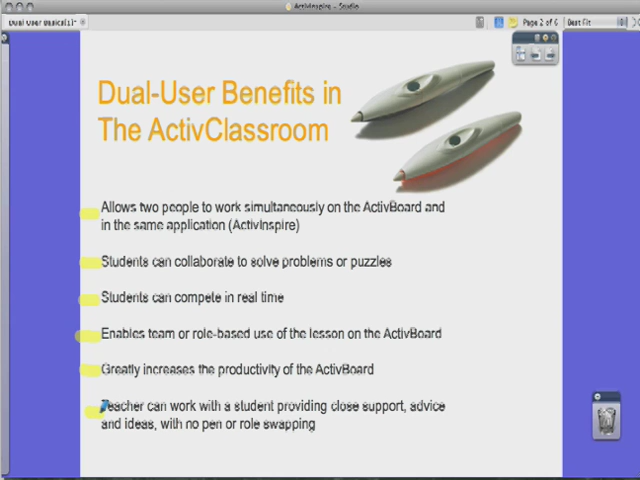 ActivInspire - Studio
Dual User Basics(1)*
Page 2 of 6
Best Fit
Dual-User Benefits in
The ActivClassroom
Allows two people to work simultaneously on the ActivBoard and
in the same application (ActivInspire)
Students can collaborate to solve problems or puzzles
Students can compete in real time
Enables team or role-based use of the lesson on the ActivBoard
Greatly increases the productivity of the ActivBoard
Teacher can work with a student providing close support, advice
and ideas, with no pen or role swapping